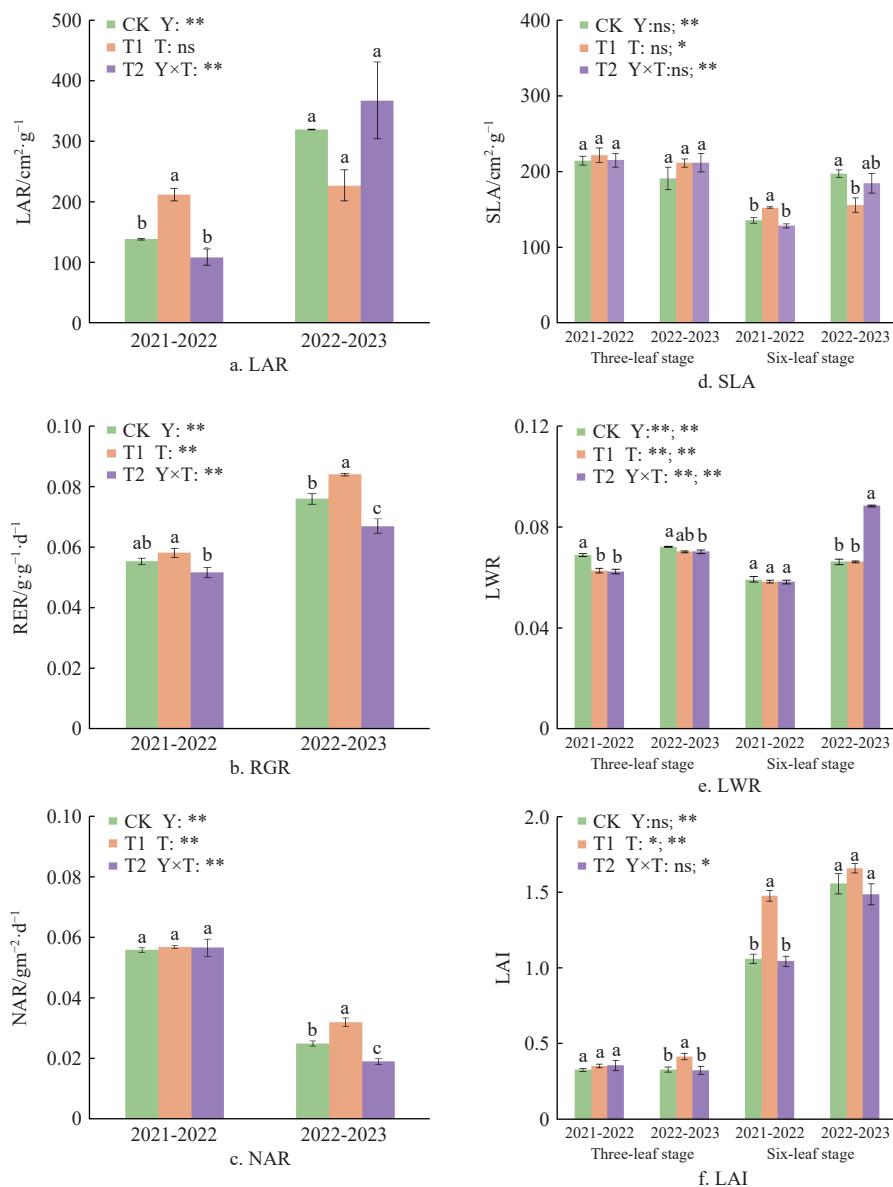 500
400
300
200
100
0
LAR/cm²·g⁻¹
CK Y: **
T1 T: ns
T2 Y×T: **
b
a
b
a
a
a
2021-2022 2022-2023
a. LAR
400
300
200
100
0
SLA/cm²·g⁻¹
CK Y:ns; **
T1 T: ns; *
T2 Y×T:ns; **
a a a
a a a
b a b
a b ab
2021-2022 2022-2023 2021-2022 2022-2023
Three-leaf stage Six-leaf stage
d. SLA
0.10
0.08
0.06
0.04
0.02
0
RER/g·g⁻¹·d⁻¹
CK Y: **
T1 T: **
T2 Y×T: **
ab a b
b a c
2021-2022 2022-2023
b. RGR
0.12
0.08
0.04
0
LWR
CK Y:**; **
T1 T: **; **
T2 Y×T: **; **
a b b
a ab b
a a a
b b a
2021-2022 2022-2023 2021-2022 2022-2023
Three-leaf stage Six-leaf stage
e. LWR
0.10
0.08
0.06
0.04
0.02
0
NAR/gm⁻²·d⁻¹
CK Y: **
T1 T: **
T2 Y×T: **
a a a
b a c
2021-2022 2022-2023
c. NAR
2.0
1.5
1.0
0.5
0
LAI
CK Y:ns; **
T1 T: *; **
T2 Y×T: ns; *
a a a
b a b
b a b
a a a
2021-2022 2022-2023 2021-2022 2022-2023
Three-leaf stage Six-leaf stage
f. LAI